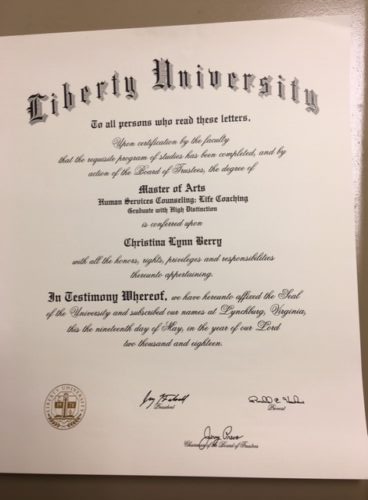 Liberty University
To all persons who read these letters.
Upon certification by the faculty
that the requisite program of studies has been completed, and by
action of the Board of Trustees, the degree of
Master of Arts
Human Services Counseling: Life Coaching
Graduate with High Distinction
is conferred upon
Christina Lynn Berry
with all the honors, rights, privileges and responsibilities
thereunto appertaining.
In Testimony Whereof, we have hereunto affixed the Seal
of the University and subscribed our names at Lynchburg, Virginia,
this the nineteenth day of May, in the year of our Lord
two thousand and eighteen.
LIBERTY UNIVERSITY
President
Provost
Chairman of the Board of Trustees